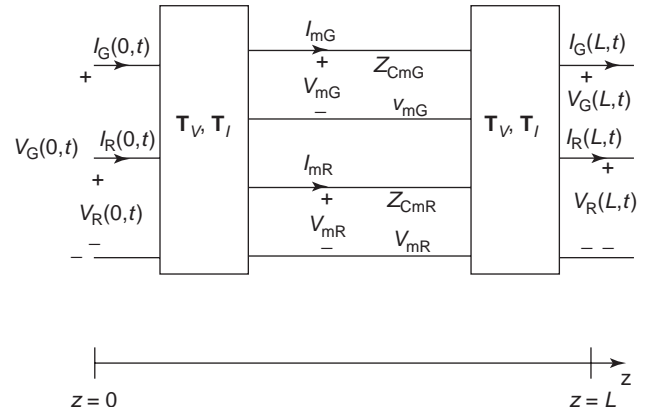 I_G(0,t)
I_mG
I_G(L,t)
+
+
Z_CmG
+
V_mG
V_G(L,t)
T_V, T_I
–
v_mG
T_V, T_I
V_G(0,t)
I_R(0,t)
I_R(L,t)
I_mR
+
+
+
Z_CmR
V_R(0,t)
V_mR
V_R(L,t)
–
–
V_mR
– –
–
z
z = 0
z = L